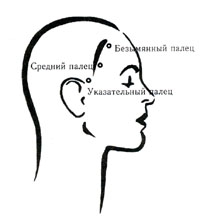 Безымянный палец
Средний палец
Указательный палец